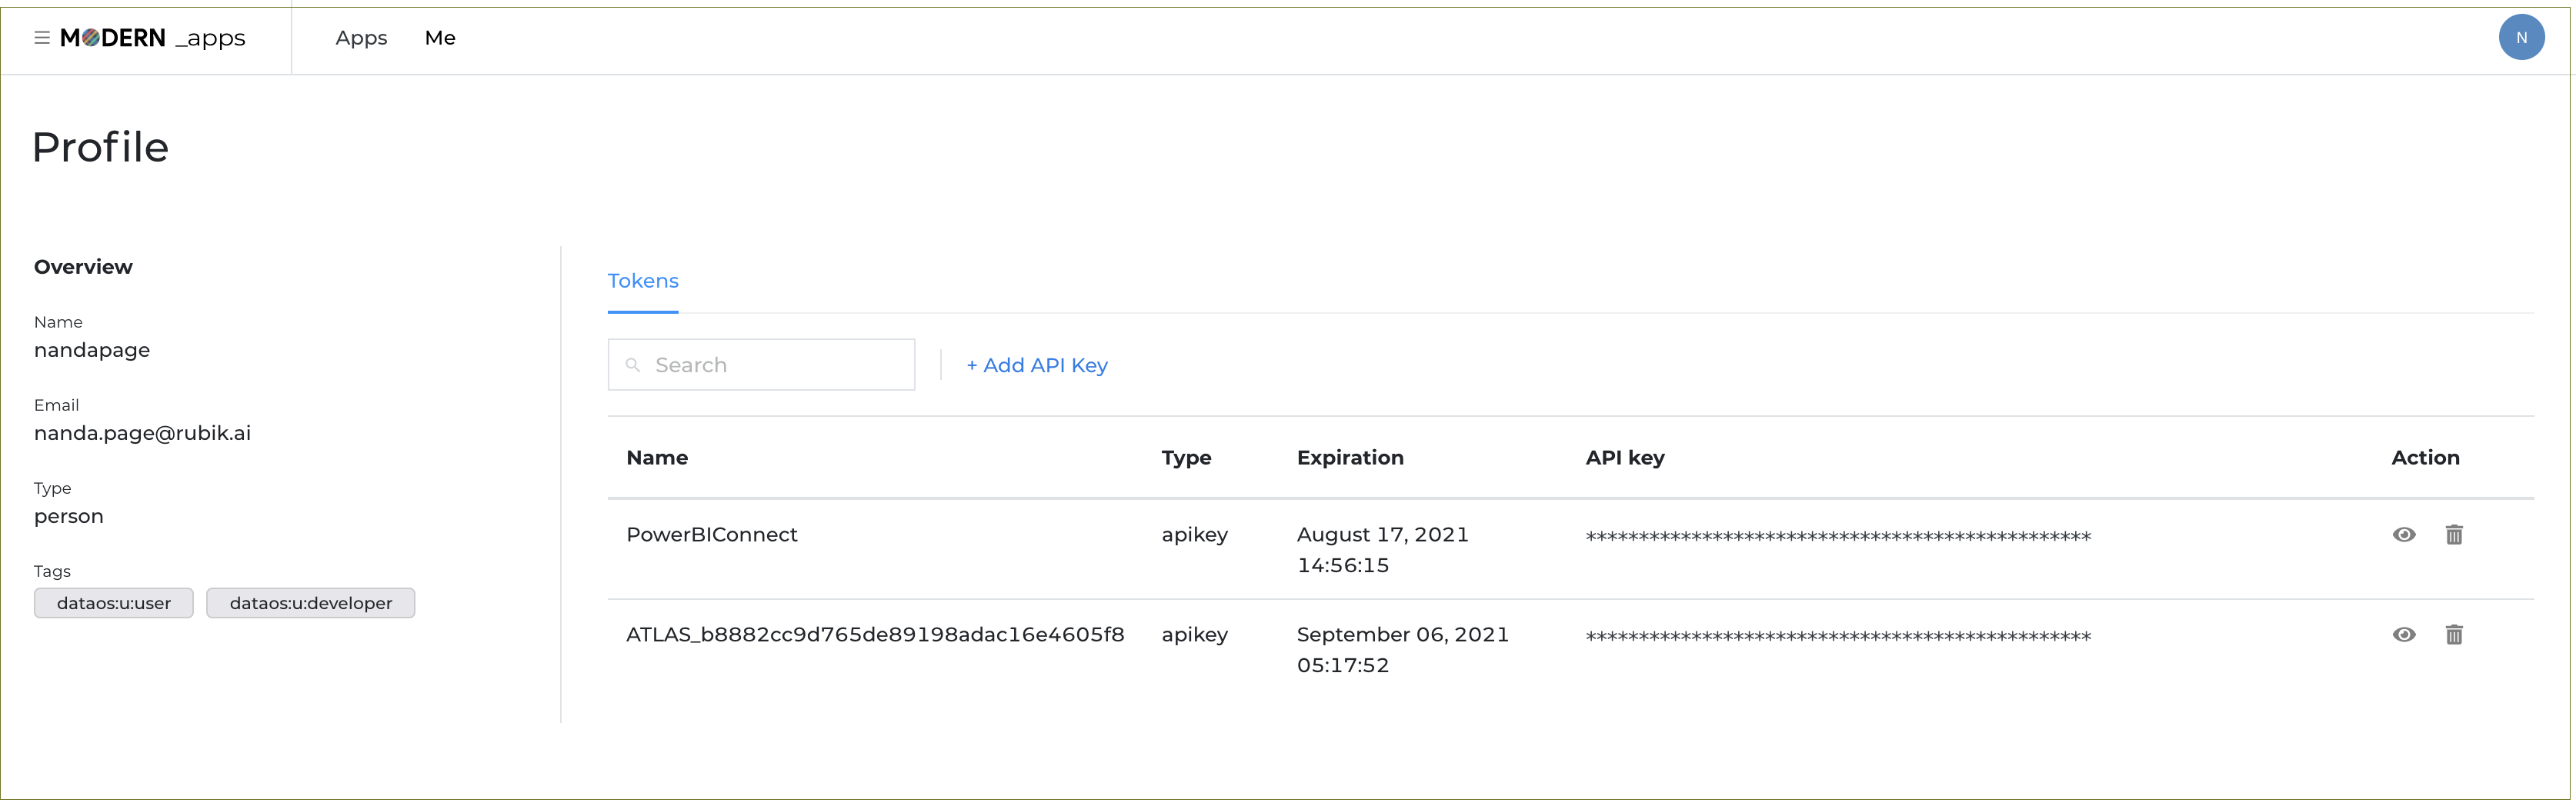 MODERN _apps Apps Me N
Profile
Overview
Name
nandapage
Email
nanda.page@rubik.ai
Type
person
Tags
dataos:u:user dataos:u:developer
Tokens
Search + Add API Key
Name Type Expiration API key Action
PowerBIConnect apikey August 17, 2021 ************************************************
14:56:15
ATLAS_b8882cc9d765de89198adac16e4605f8 apikey September 06, 2021 ************************************************
05:17:52